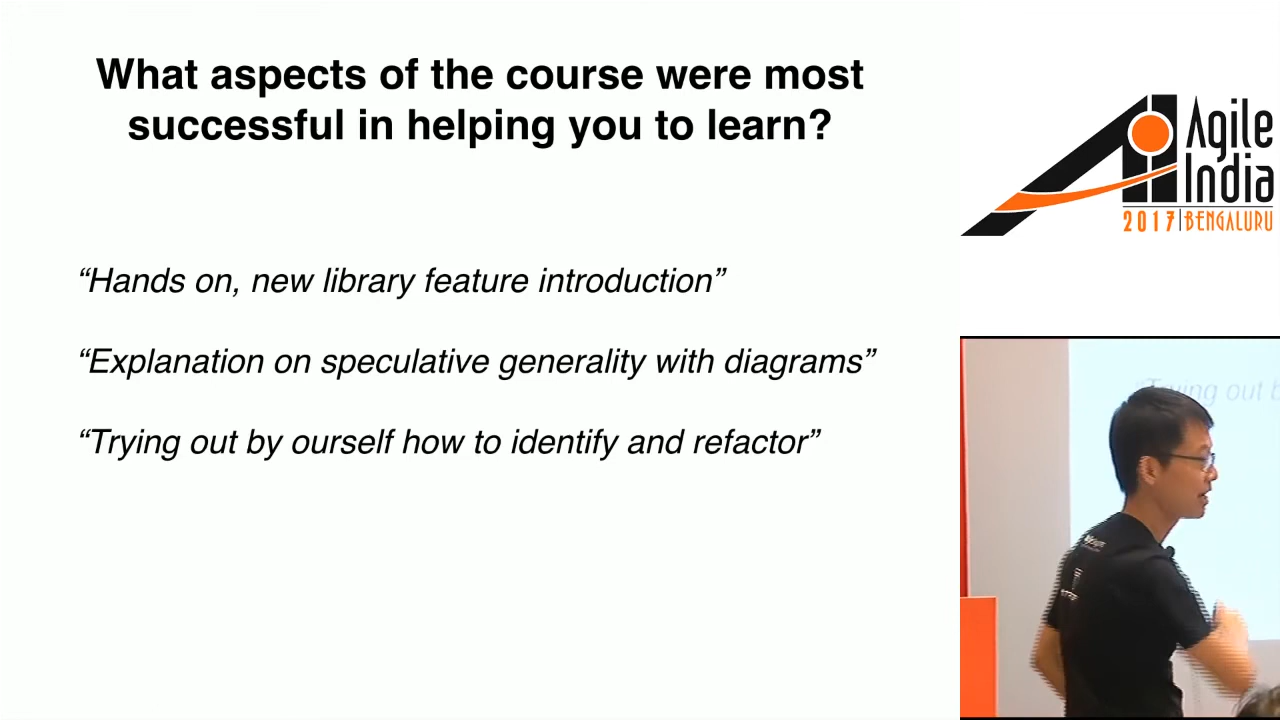 What aspects of the course were most
successful in helping you to learn?
“Hands on, new library feature introduction”
“Explanation on speculative generality with diagrams”
“Trying out by ourself how to identify and refactor”
Agile
India
2017 | BENGALURU
“Trying out b